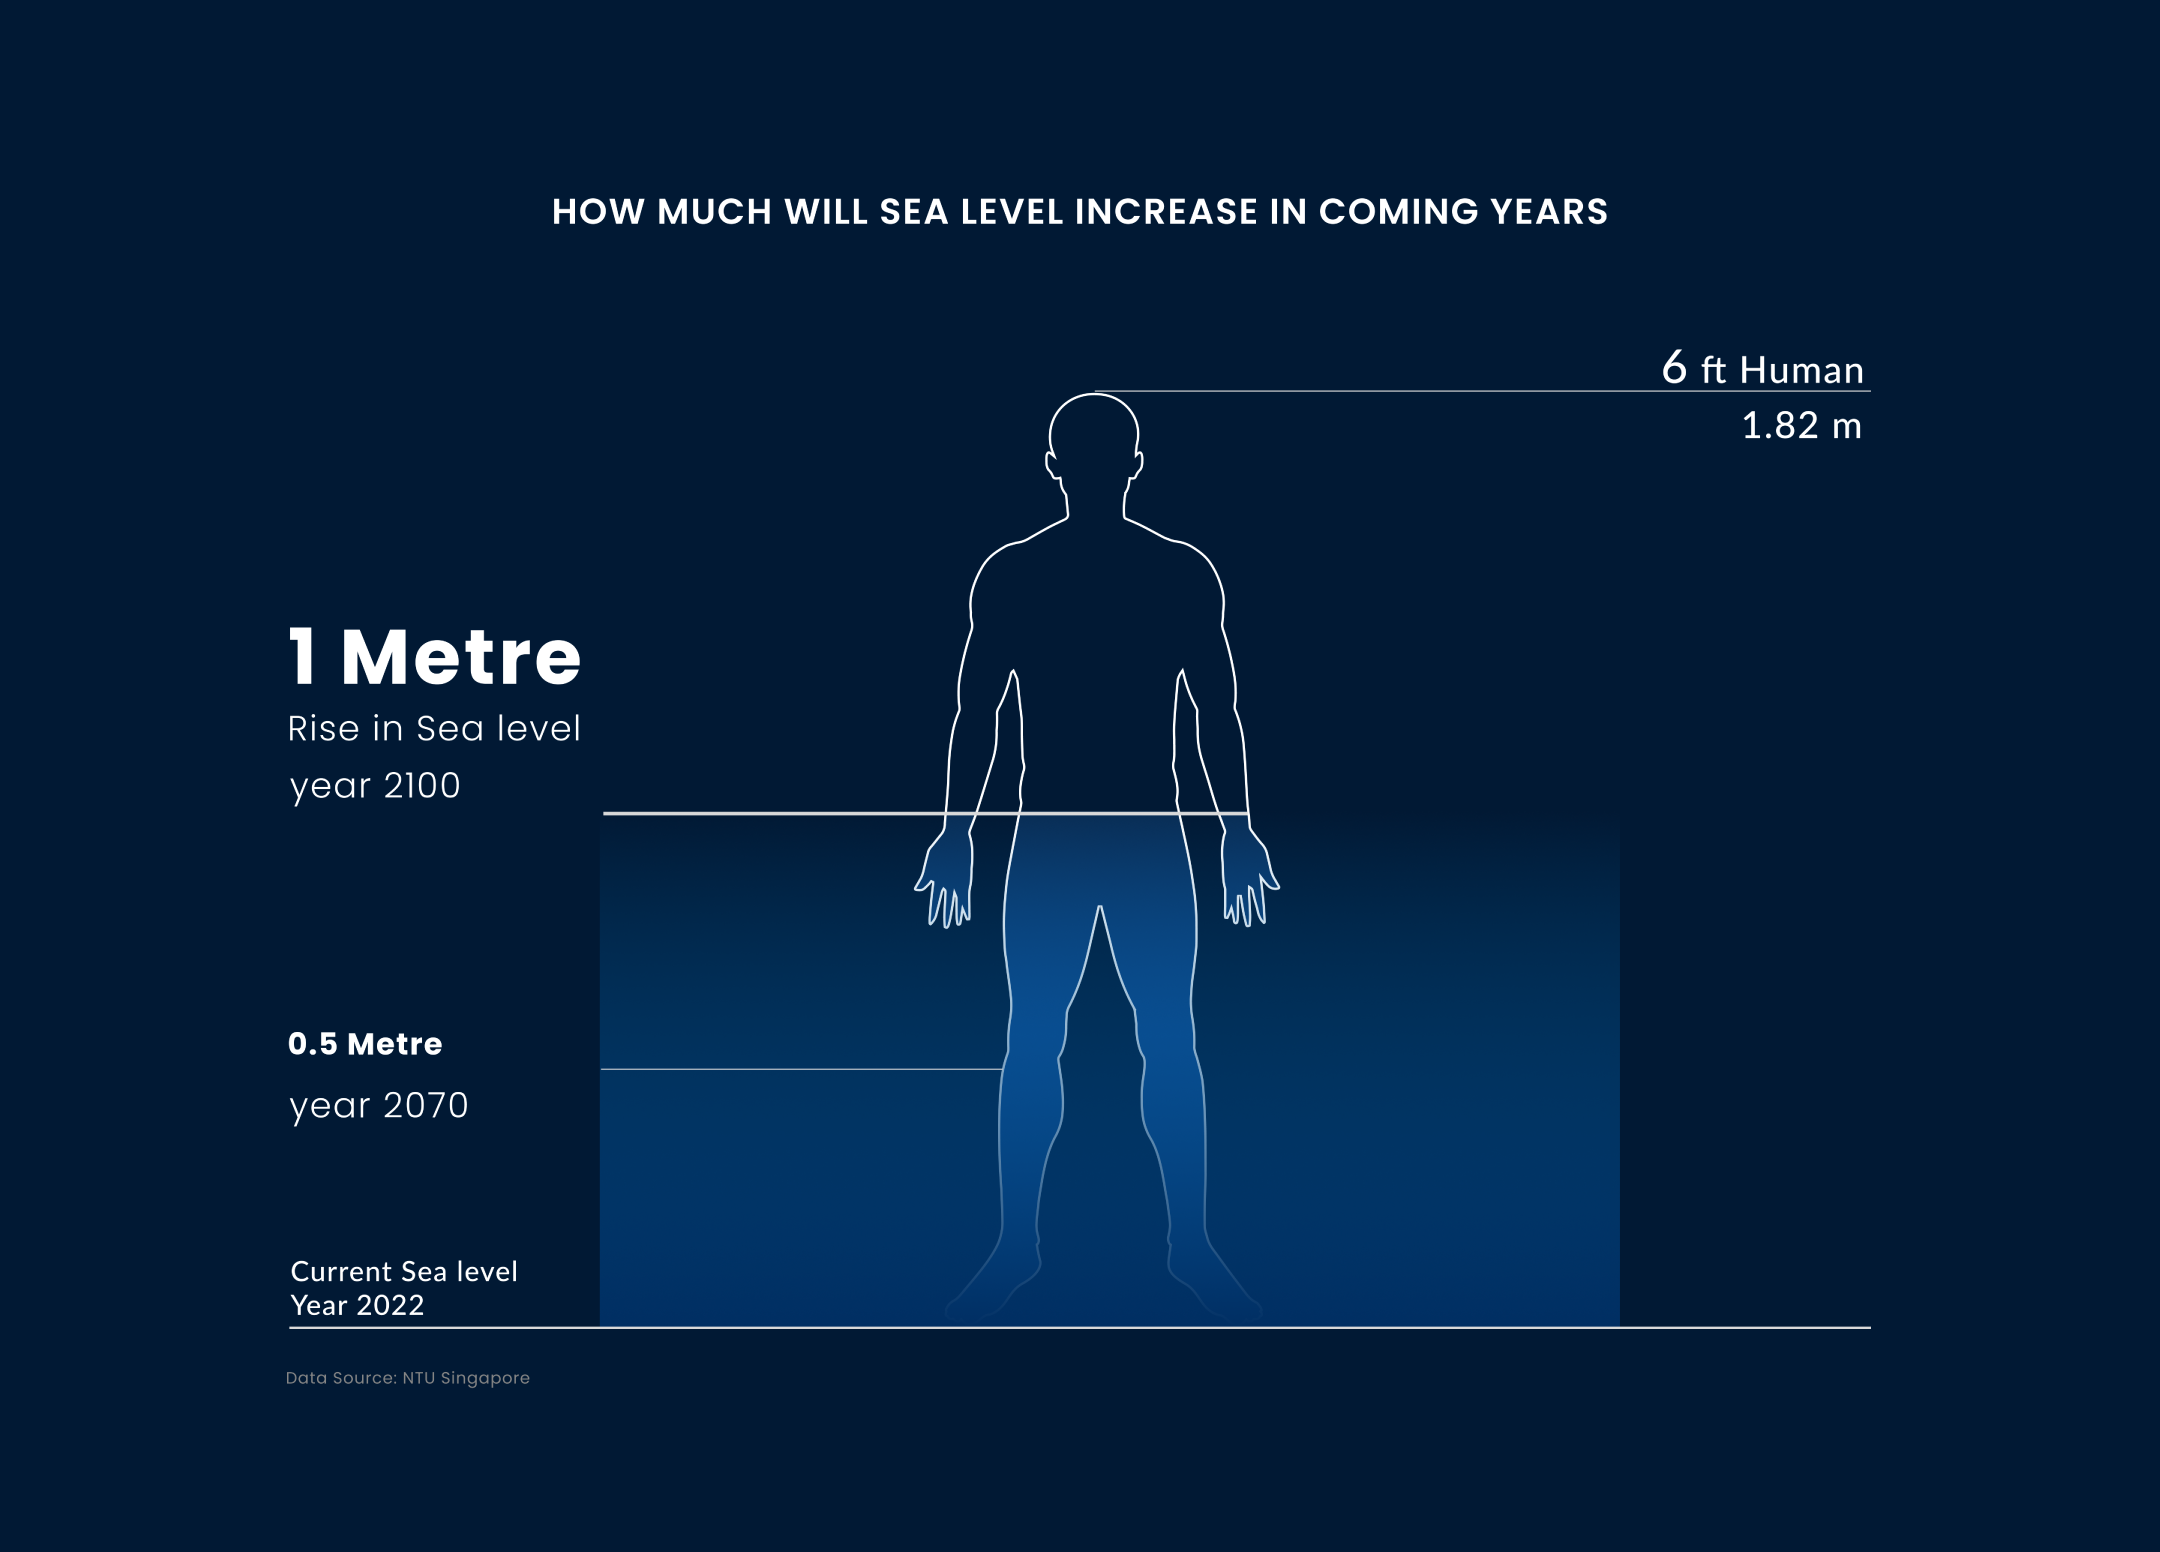 HOW MUCH WILL SEA LEVEL INCREASE IN COMING YEARS
6 ft Human
1.82 m
1 Metre
Rise in Sea level
year 2100
0.5 Metre
year 2070
Current Sea level
Year 2022
Data Source: NTU Singapore